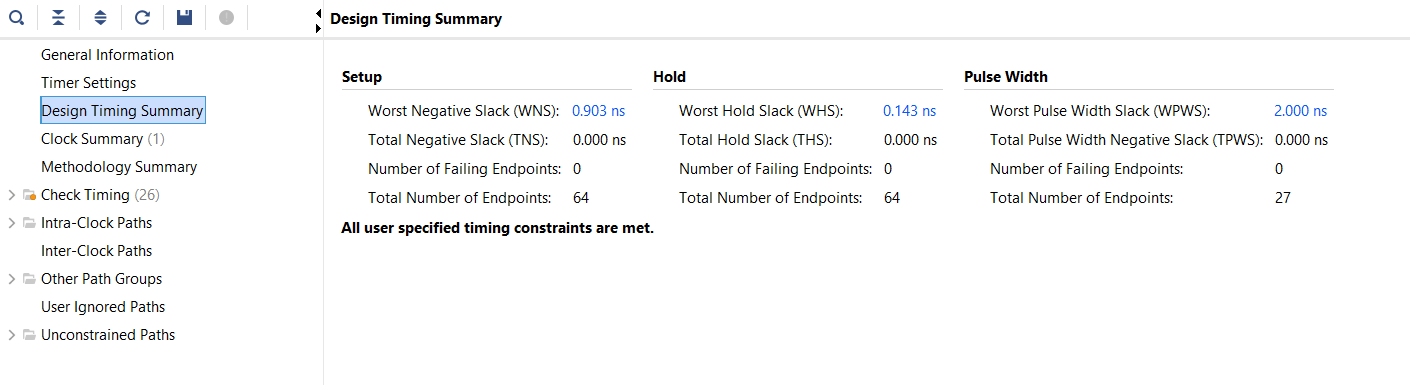 Design Timing Summary
General Information
Timer Settings
Design Timing Summary
Clock Summary (1)
Methodology Summary
Check Timing (26)
Intra-Clock Paths
Inter-Clock Paths
Other Path Groups
User Ignored Paths
Unconstrained Paths
Setup
Worst Negative Slack (WNS): 0.903 ns
Total Negative Slack (TNS): 0.000 ns
Number of Failing Endpoints: 0
Total Number of Endpoints: 64
Hold
Worst Hold Slack (WHS): 0.143 ns
Total Hold Slack (THS): 0.000 ns
Number of Failing Endpoints: 0
Total Number of Endpoints: 64
Pulse Width
Worst Pulse Width Slack (WPWS): 2.000 ns
Total Pulse Width Negative Slack (TPWS): 0.000 ns
Number of Failing Endpoints: 0
Total Number of Endpoints: 27
All user specified timing constraints are met.